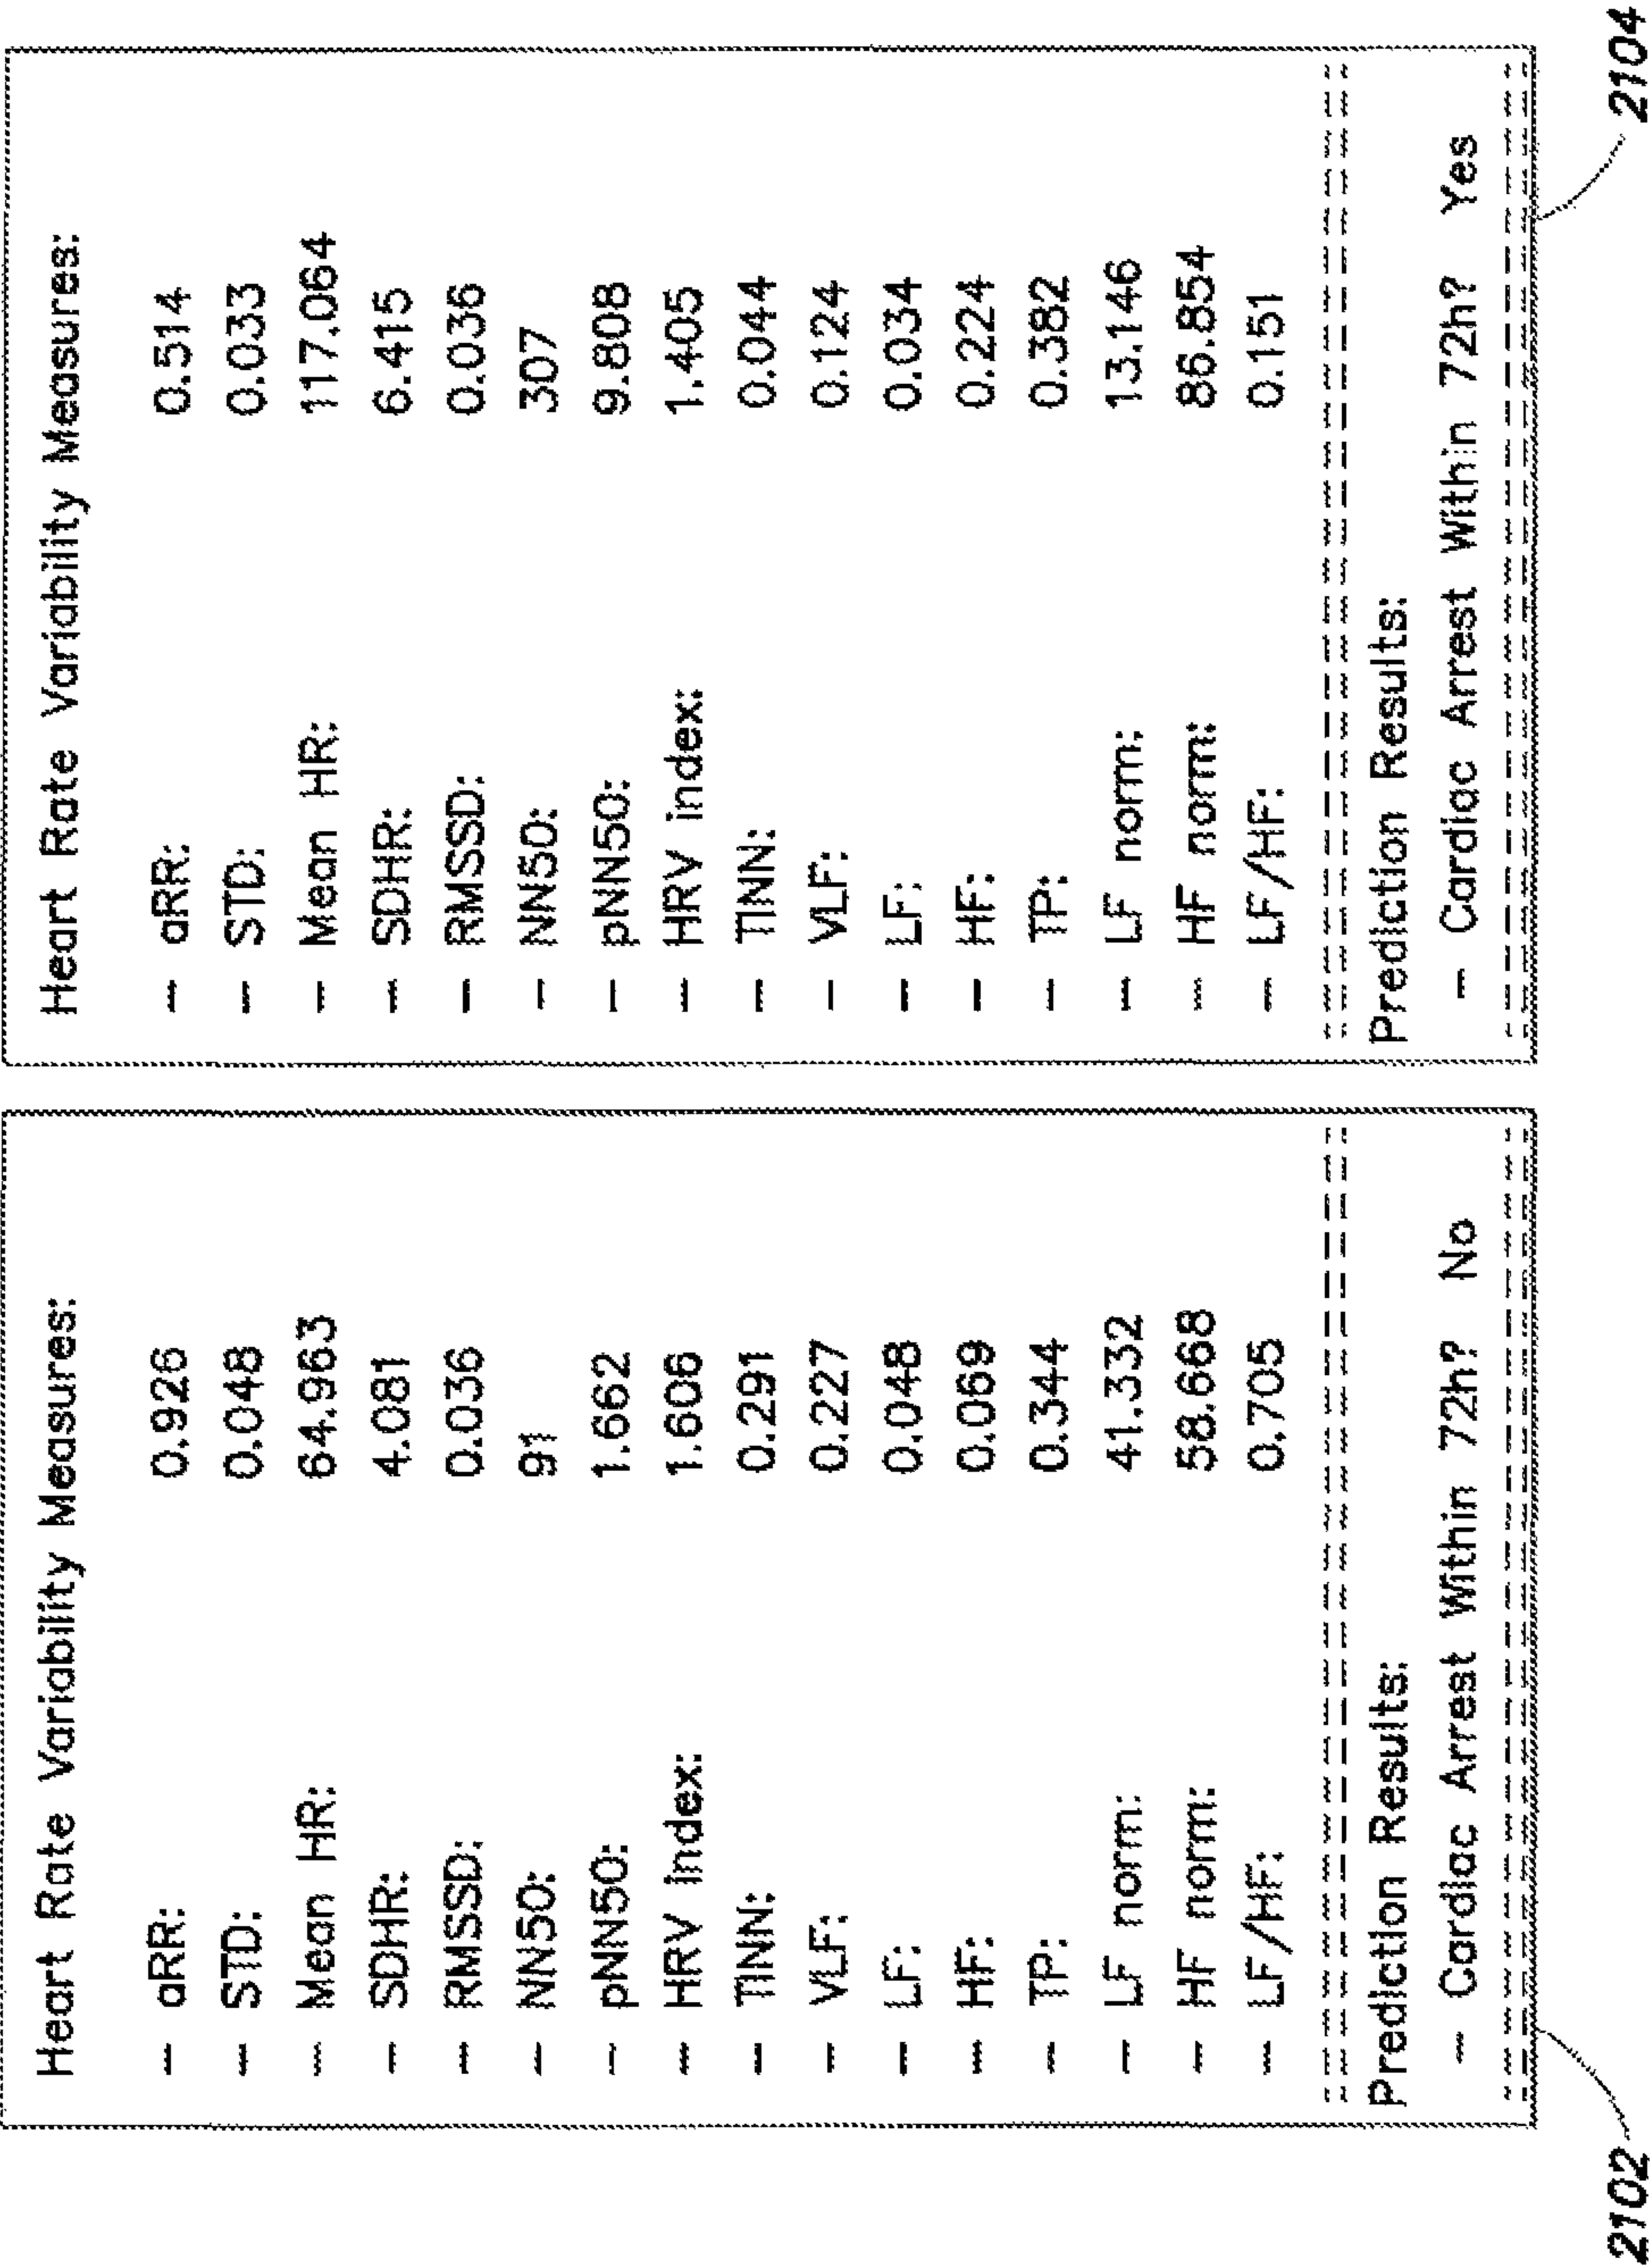 Heart Rate Variability Measures:
– aRR: 0.926
– STD: 0.048
– Mean HR: 64.963
– SDHR: 4.081
– RMSSD: 0.036
– NN50: 91
– pNN50: 1.662
– HRV index: 1.606
– TINN: 0.291
– VLF: 0.227
– LF: 0.048
– HF: 0.069
– TP: 0.344
– LF norm: 41.332
– HF norm: 58.668
– LF/HF: 0.705
Prediction Results:
– Cardiac Arrest Within 72h? No
2102
Heart Rate Variability Measures:
– aRR: 0.514
– STD: 0.033
– Mean HR: 117.064
– SDHR: 6.415
– RMSSD: 0.036
– NN50: 307
– pNN50: 9.808
– HRV index: 1.405
– TINN: 0.044
– VLF: 0.124
– LF: 0.034
– HF: 0.224
– TP: 0.382
– LF norm: 13.146
– HF norm: 86.854
– LF/HF: 0.151
Prediction Results:
– Cardiac Arrest Within 72h? Yes
2104